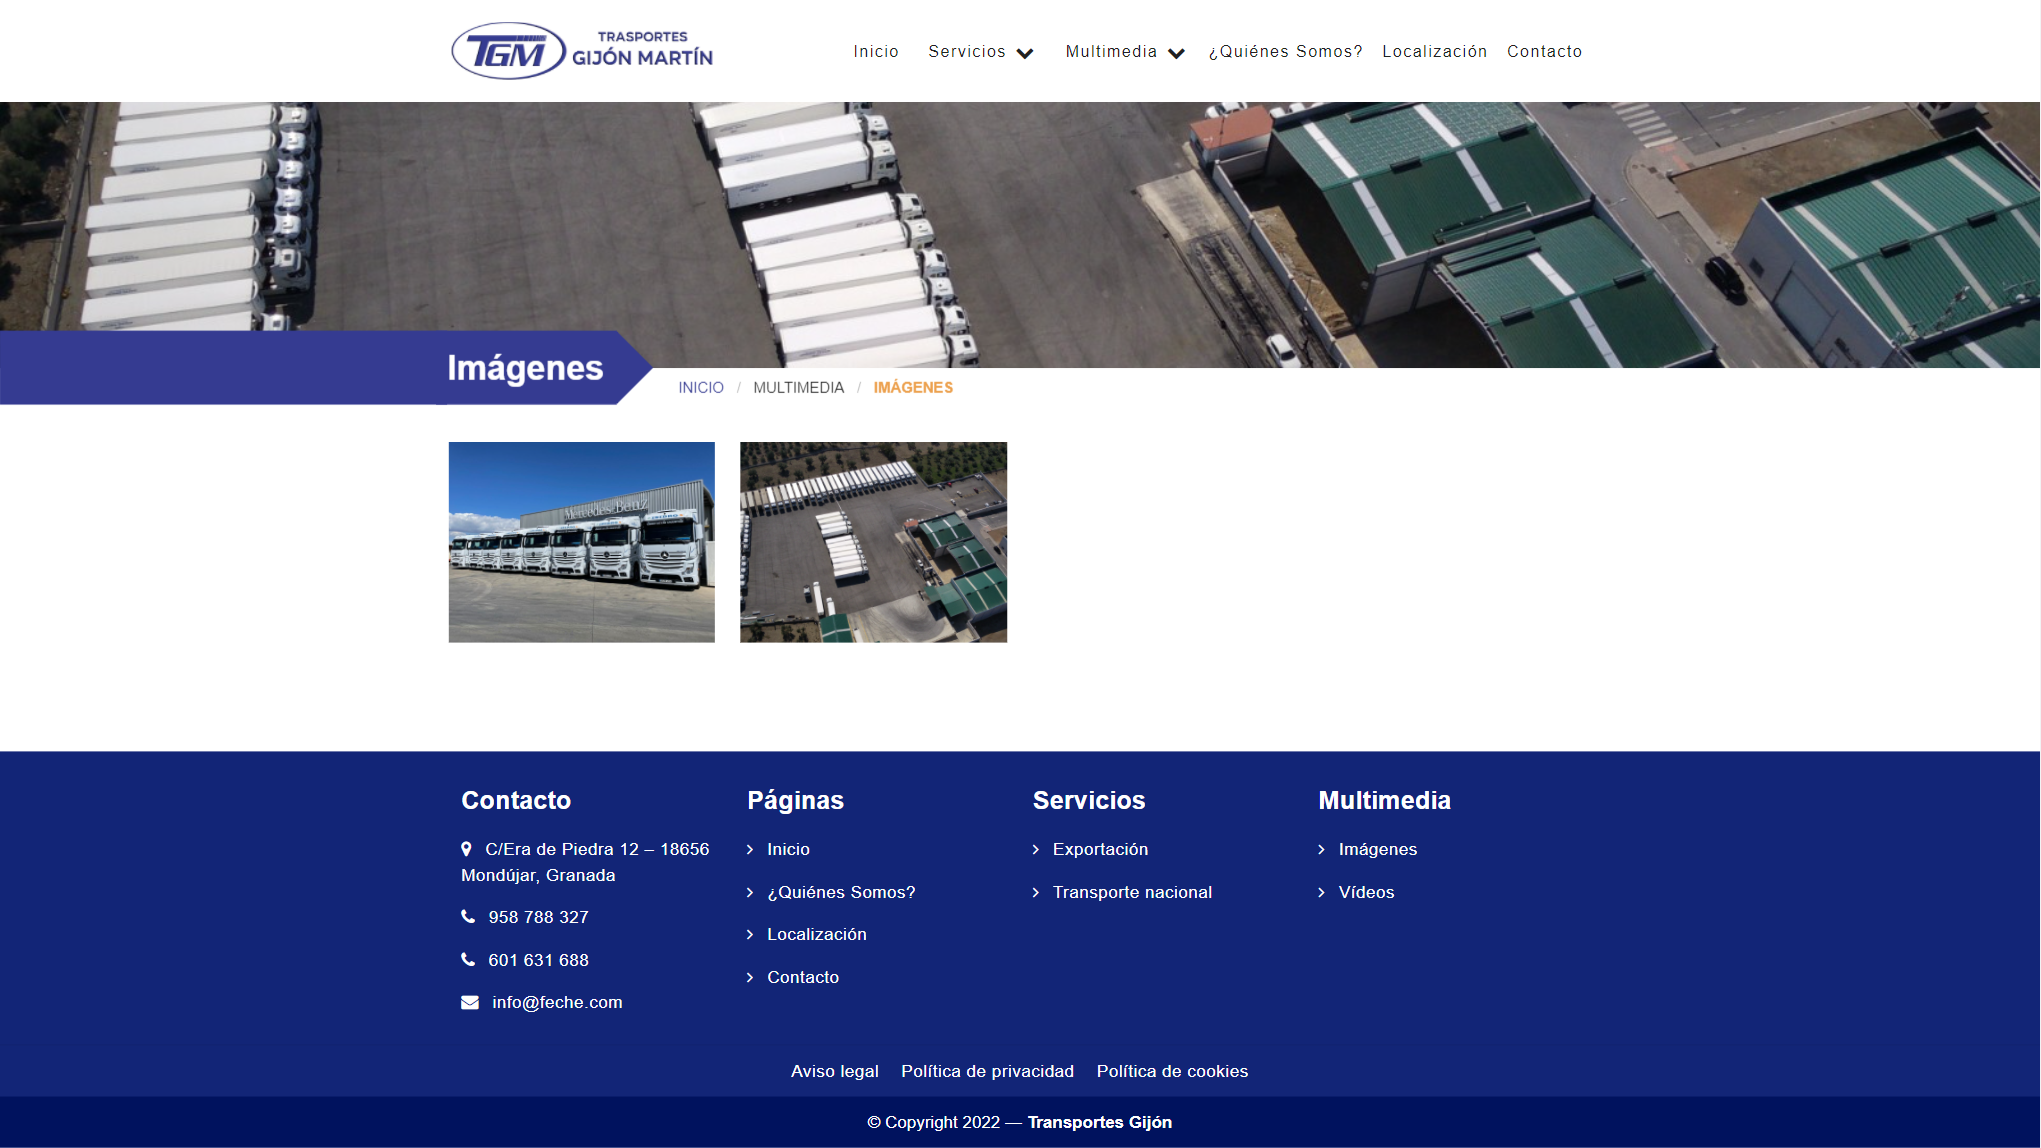 TGM
TRASPORTES
GIJÓN MARTÍN
Inicio Servicios Multimedia ¿Quiénes Somos? Localización Contacto
Imágenes
INICIO / MULTIMEDIA / IMÁGENES
Mercedes-Benz
Contacto
C/Era de Piedra 12 – 18656
Mondújar, Granada
958 788 327
601 631 688
info@feche.com
Páginas
Inicio
¿Quiénes Somos?
Localización
Contacto
Servicios
Exportación
Transporte nacional
Multimedia
Imágenes
Vídeos
Aviso legal Política de privacidad Política de cookies
© Copyright 2022 — Transportes Gijón